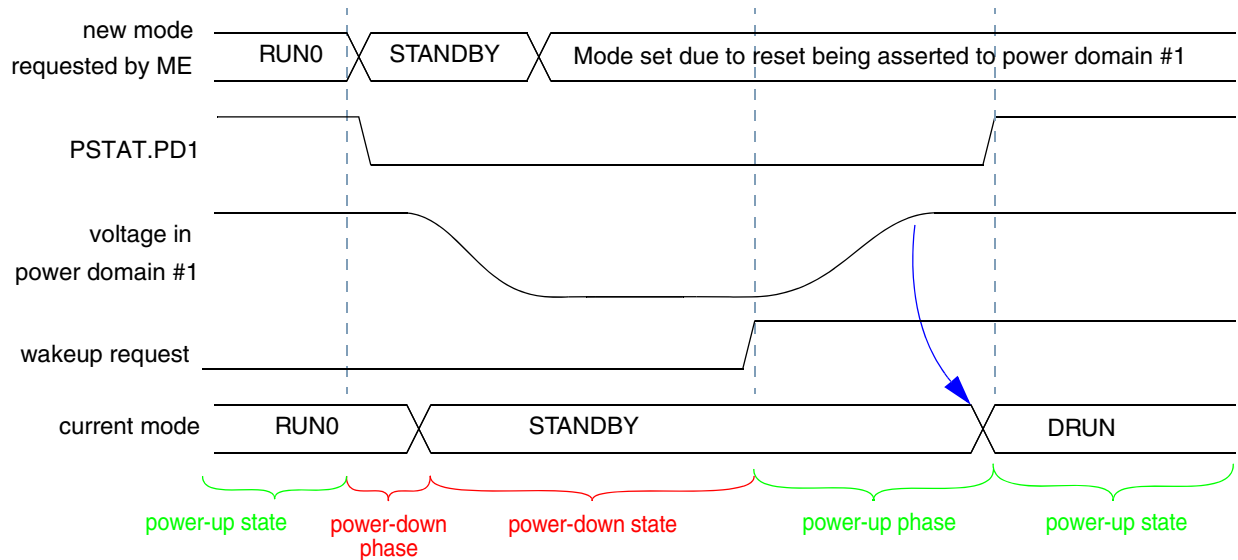 new mode
requested by ME
RUN0
STANDBY
Mode set due to reset being asserted to power domain #1
PSTAT.PD1
voltage in
power domain #1
wakeup request
current mode
RUN0
STANDBY
DRUN
power-up state
power-down
phase
power-down state
power-up phase
power-up state